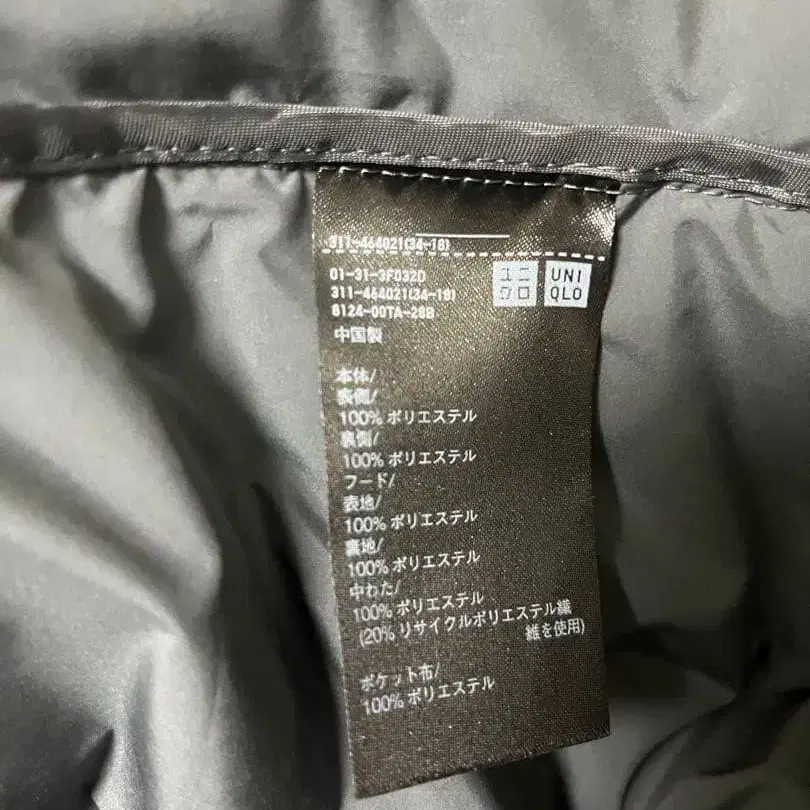 311-464021(34-18)
01-31-3F032D
311-464021(34-18)
8124-00TA-28B
ユニ
クロ
UNI
QLO
中国製
本体/
表側/
100% ポリエステル
裏側/
100% ポリエステル
フード/
表地/
100% ポリエステル
裏地/
100% ポリエステル
中わた/
100% ポリエステル
(20% リサイクルポリエステル繊
維を使用)
ポケット布/
100% ポリエステル